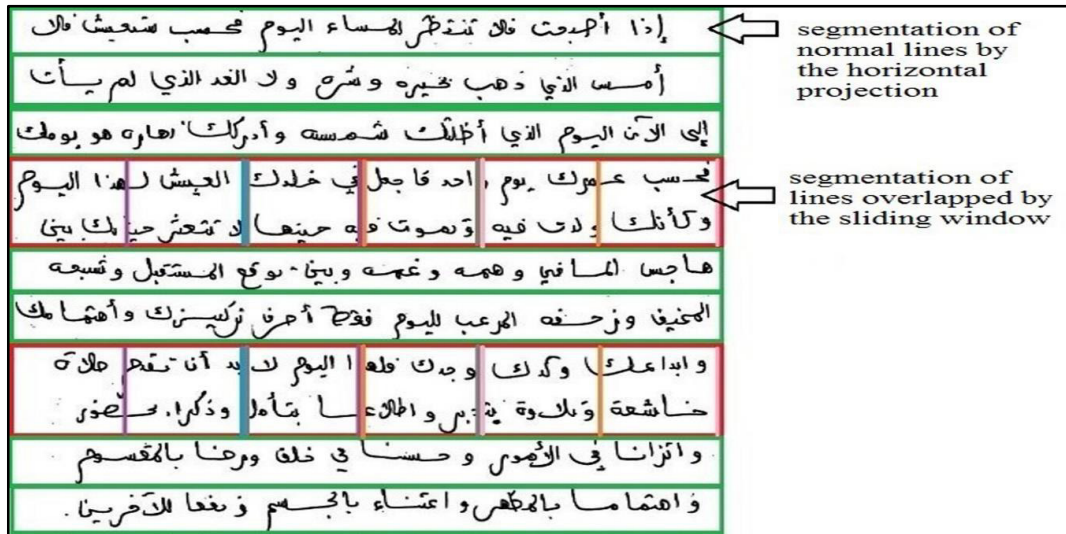 إذا أصبحت فلا تنتظر المساء اليوم فحسب ستعيش فلا
أمس الذي ذهب بخيره وشره ولا الغد الذي لم يأت
إلى الآن اليوم الذي أظلتك شمسه وأدركك نهاره هو يومك
فحسب عمرك يوم واحد فاجعل في خلدك العيش لهذا اليوم
وكأنك ولدت فيه وتموت فيه حينها لا تتعثر حياتك بين
هاجس الماضي وهمه وغمه وبين توقع المستقبل وشبحه
المخيف وزحفه المرعب لليوم فقط أصرف تركيزك وأهتمامك
وابداعك وكدك وجدك فلهذا اليوم لا بد أن تقدم صلاة
خاشعة وتلاوة بتدبر واطلاعا بتأمل وذكرا بحضور
واتزانا في الأمور وحسنا في خلق ورضا بالمقسوم
واهتماما بالمظهر واعتناء بالجسم ونفعا للآخرين.
segmentation of
normal lines by
the horizontal
projection
segmentation of
lines overlapped by
the sliding window